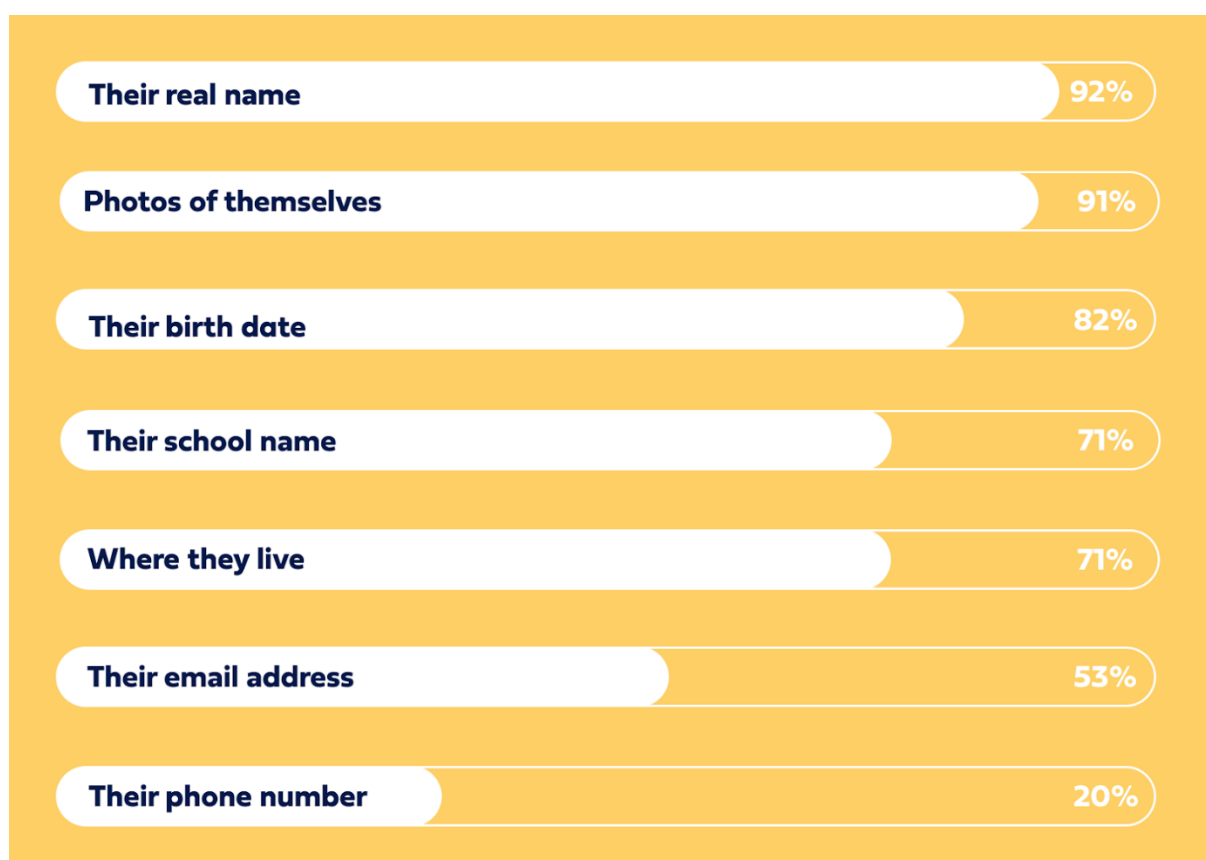 Their real name 92%
Photos of themselves 91%
Their birth date 82%
Their school name 71%
Where they live 71%
Their email address 53%
Their phone number 20%